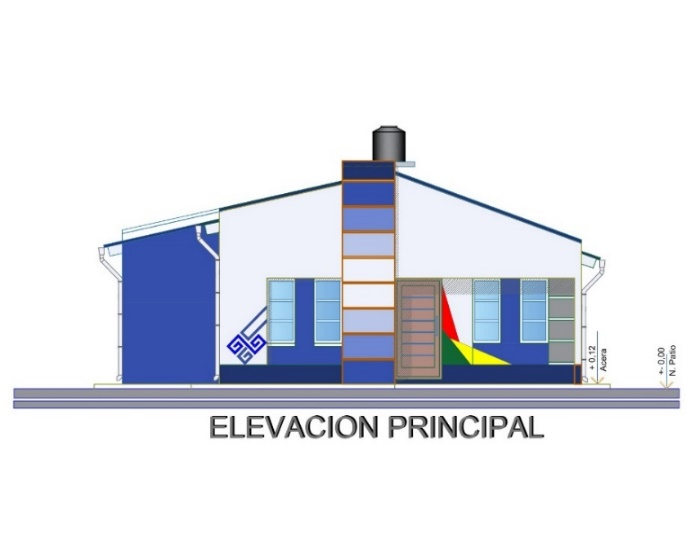 + 0,12
Acera
+- 0,00
N. Patio
ELEVACION PRINCIPAL